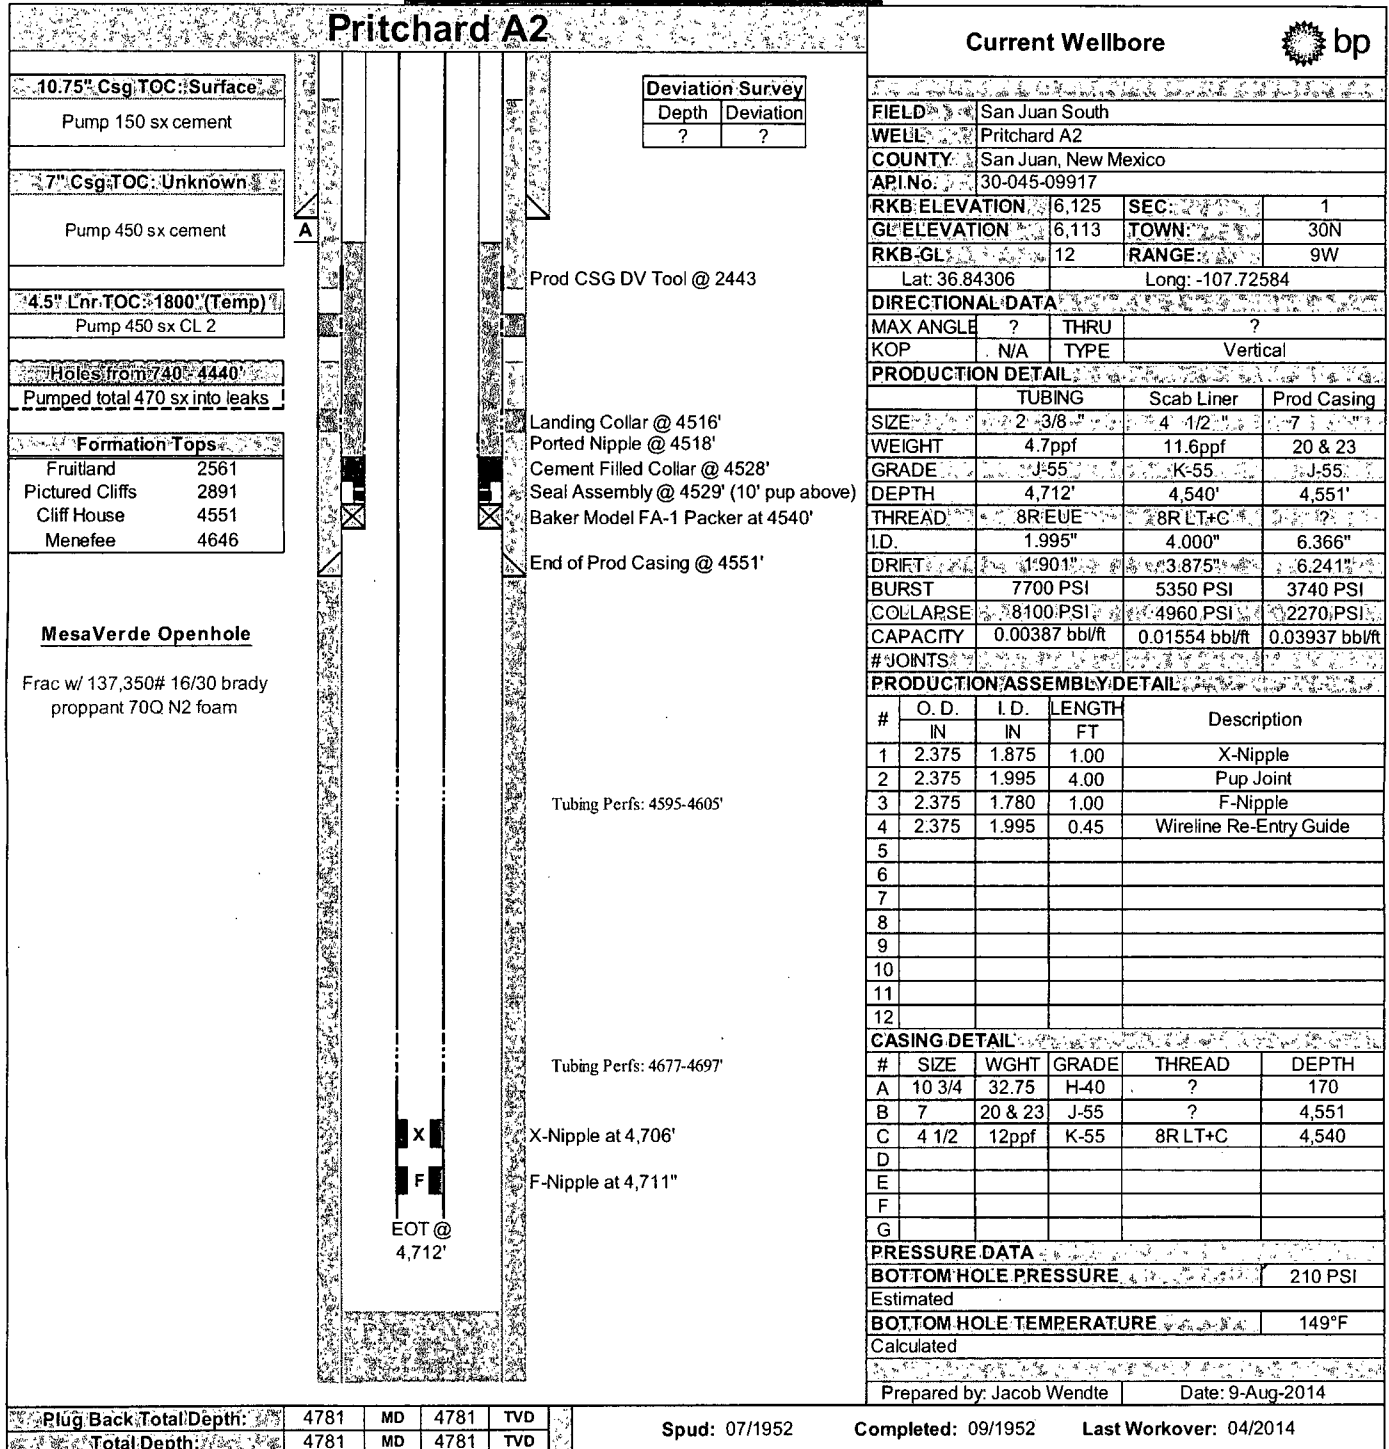 Pritchard A2
Current Wellbore
bp
10.75" Csg TOC: Surface
Pump 150 sx cement
7" Csg TOC: Unknown
Pump 450 sx cement
4.5" Lnr TOC: 1800' (Temp)
Pump 450 sx CL 2
Holes from 740' - 4440'
Pumped total 470 sx into leaks
Formation Tops
Fruitland 2561
Pictured Cliffs 2891
Cliff House 4551
Menefee 4646
MesaVerde Openhole
Frac w/ 137,350# 16/30 brady
proppant 70Q N2 foam
A
Deviation Survey
Depth Deviation
? ?
Prod CSG DV Tool @ 2443
Landing Collar @ 4516'
Ported Nipple @ 4518'
Cement Filled Collar @ 4528'
Seal Assembly @ 4529' (10' pup above)
Baker Model FA-1 Packer at 4540'
End of Prod Casing @ 4551'
Tubing Perfs: 4595-4605'
Tubing Perfs: 4677-4697'
X
X-Nipple at 4,706'
F
F-Nipple at 4,711"
EOT @
4,712'
FIELD San Juan South
WELL Pritchard A2
COUNTY San Juan, New Mexico
API No. 30-045-09917
RKB ELEVATION 6,125 SEC: 1
GL ELEVATION 6,113 TOWN: 30N
RKB-GL 12 RANGE: 9W
Lat: 36.84306 Long: -107.72584
DIRECTIONAL DATA
MAX ANGLE ? THRU ?
KOP N/A TYPE Vertical
PRODUCTION DETAIL
TUBING Scab Liner Prod Casing
SIZE 2 -3/8 " 4 1/2 " 7 "
WEIGHT 4.7ppf 11.6ppf 20 & 23
GRADE J-55 K-55 J-55
DEPTH 4,712' 4,540' 4,551'
THREAD 8R EUE 8R LT+C ?
I.D. 1.995" 4.000" 6.366"
DRIFT 1.901" 3.875" 6.241"
BURST 7700 PSI 5350 PSI 3740 PSI
COLLAPSE 8100 PSI 4960 PSI 2270 PSI
CAPACITY 0.00387 bbl/ft 0.01554 bbl/ft 0.03937 bbl/ft
# JOINTS
PRODUCTION ASSEMBLY DETAIL
# O. D. I. D. LENGTH Description
IN IN FT
1 2.375 1.875 1.00 X-Nipple
2 2.375 1.995 4.00 Pup Joint
3 2.375 1.780 1.00 F-Nipple
4 2.375 1.995 0.45 Wireline Re-Entry Guide
5
6
7
8
9
10
11
12
CASING DETAIL
# SIZE WGHT GRADE THREAD DEPTH
A 10 3/4 32.75 H-40 ? 170
B 7 20 & 23 J-55 ? 4,551
C 4 1/2 12ppf K-55 8R LT+C 4,540
D
E
F
G
PRESSURE DATA
BOTTOM HOLE PRESSURE 210 PSI
Estimated
BOTTOM HOLE TEMPERATURE 149°F
Calculated
Prepared by: Jacob Wendte Date: 9-Aug-2014
Plug Back Total Depth: 4781 MD 4781 TVD
Total Depth: 4781 MD 4781 TVD
Spud: 07/1952 Completed: 09/1952 Last Workover: 04/2014